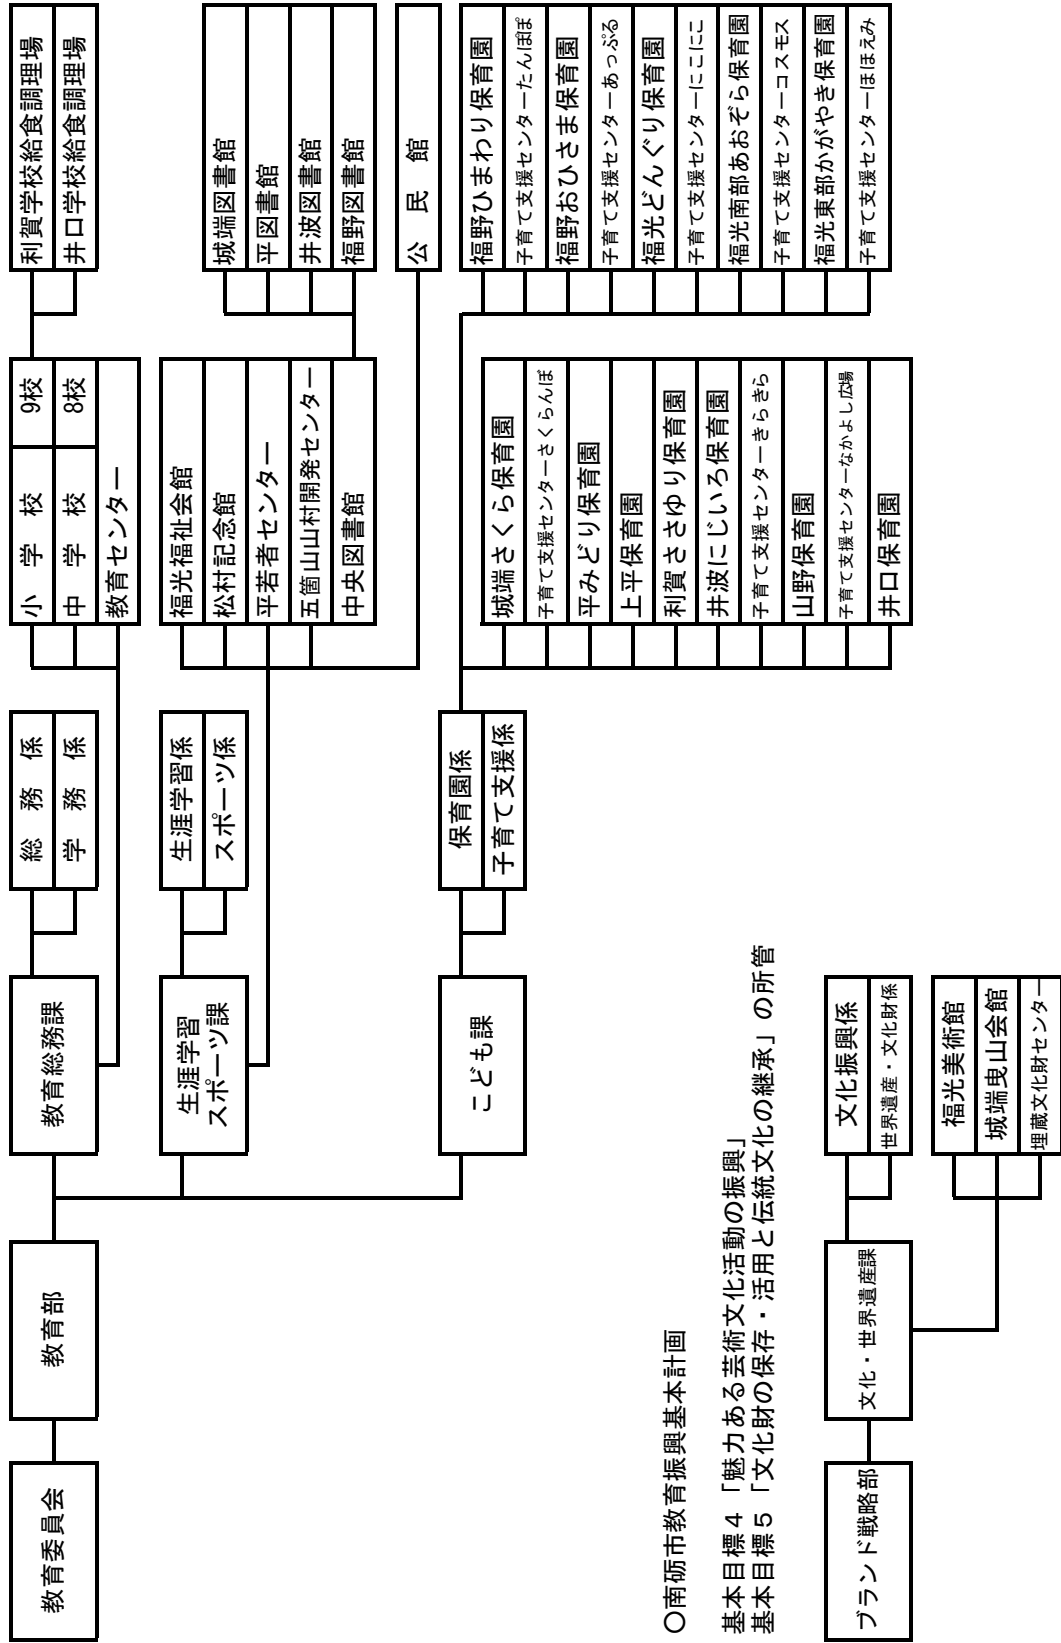 教育委員会
教育部
教育総務課
総務係
学務係
小学校 9校
中学校 8校
教育センター
利賀学校給食調理場
井口学校給食調理場
生涯学習
スポーツ課
生涯学習係
スポーツ係
福光福祉会館
松村記念館
平若者センター
五箇山山村開発センター
中央図書館
城端図書館
平図書館
井波図書館
福野図書館
公民館
こども課
保育園係
子育て支援係
城端さくら保育園
子育て支援センターさくらんぼ
平みどり保育園
上平保育園
利賀ささゆり保育園
井波にじいろ保育園
子育て支援センターきらきら
山野保育園
子育て支援センターなかよし広場
井口保育園
福野ひまわり保育園
子育て支援センターたんぽぽ
福野おひさま保育園
子育て支援センターあっぷる
福光どんぐり保育園
子育て支援センターにこにこ
福光南部あおぞら保育園
子育て支援センターコスモス
福光東部かがやき保育園
子育て支援センターほほえみ
〇南砺市教育振興基本計画
基本目標4 「魅力ある芸術文化活動の振興」
基本目標5 「文化財の保存・活用と伝統文化の継承」の所管
ブランド戦略部
文化・世界遺産課
文化振興係
世界遺産・文化財係
福光美術館
城端曳山会館
埋蔵文化財センター